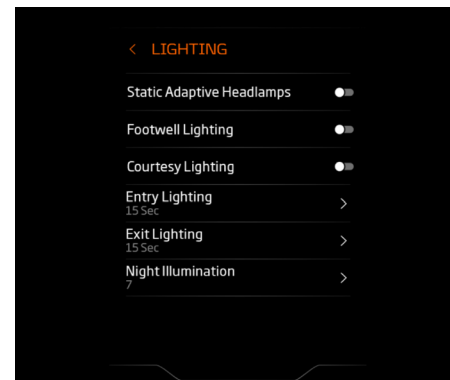 LIGHTING
Static Adaptive Headlamps
Footwell Lighting
Courtesy Lighting
Entry Lighting
15 Sec
Exit Lighting
15 Sec
Night Illumination
7